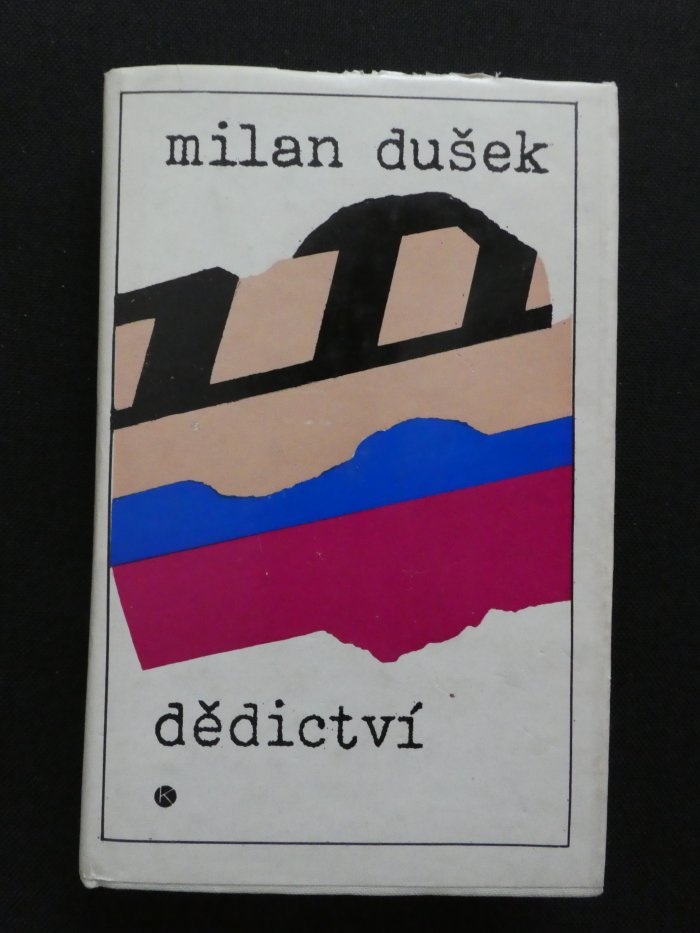 milan dušek
dědictví
K